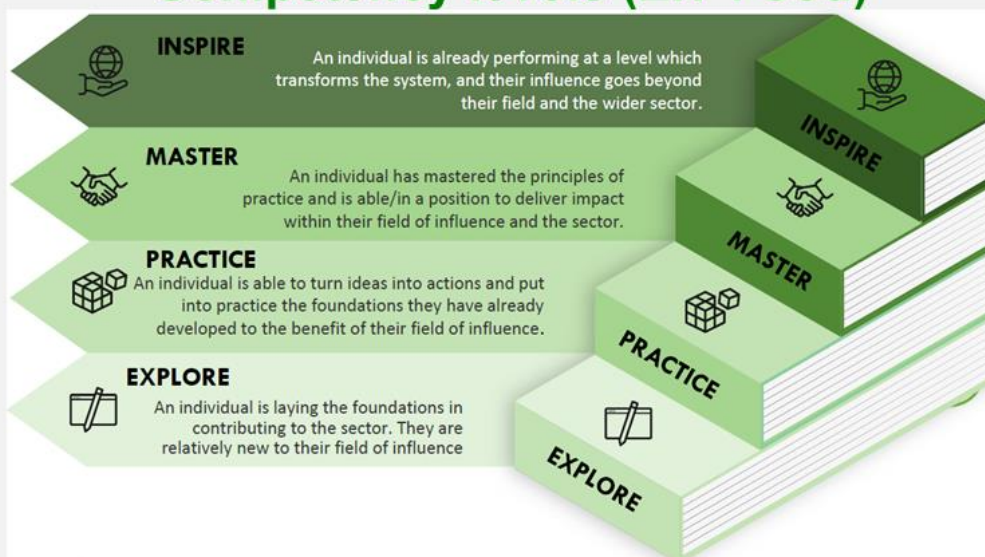 INSPIRE
An individual is already performing at a level which
transforms the system, and their influence goes beyond
their field and the wider sector.
MASTER
An individual has mastered the principles of
practice and is able/in a position to deliver impact
within their field of influence and the sector.
PRACTICE
An individual is able to turn ideas into actions and put
into practice the foundations they have already
developed to the benefit of their field of influence.
EXPLORE
An individual is laying the foundations in
contributing to the sector. They are
relatively new to their field of influence
INSPIRE
MASTER
PRACTICE
EXPLORE